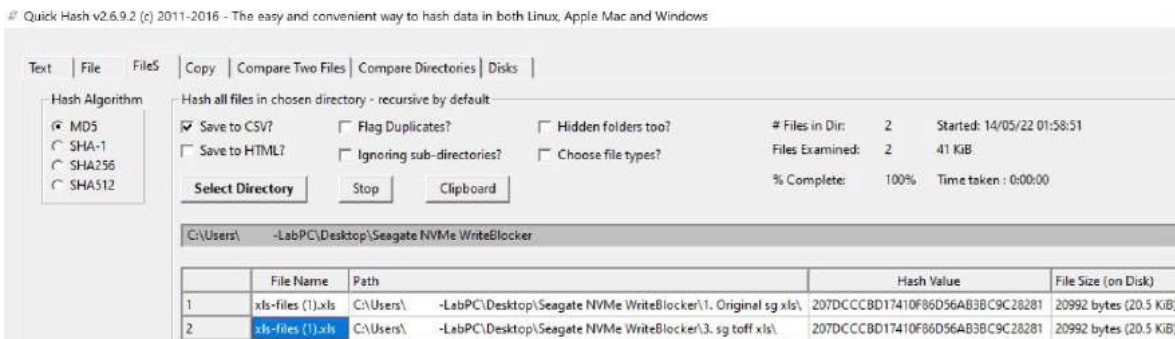 Quick Hash v2.6.9.2 (c) 2011-2016 - The easy and convenient way to hash data in both Linux, Apple Mac and Windows
Text File FileS Copy Compare Two Files Compare Directories Disks
Hash Algorithm Hash all files in chosen directory - recursive by default
MD5 Save to CSV? Flag Duplicates? Hidden folders too? # Files in Dir: 2 Started: 14/05/22 01:58:51
SHA-1 Save to HTML? Ignoring sub-directories? Choose file types? Files Examined: 2 41 KiB
SHA256
SHA512 Select Directory Stop Clipboard % Complete: 100% Time taken : 0:00:00
C:\Users\ -LabPC\Desktop\Seagate NVMe WriteBlocker
File Name Path Hash Value File Size (on Disk)
1 xls-files (1).xls C:\Users\ -LabPC\Desktop\Seagate NVMe WriteBlocker\1. Original sg xls\ 207DCCCBD17410F86D56AB3BC9C28281 20992 bytes (20.5 KiB)
2 xls-files (1).xls C:\Users\ -LabPC\Desktop\Seagate NVMe WriteBlocker\3. sg toff xls\ 207DCCCBD17410F86D56AB3BC9C28281 20992 bytes (20.5 KiB)